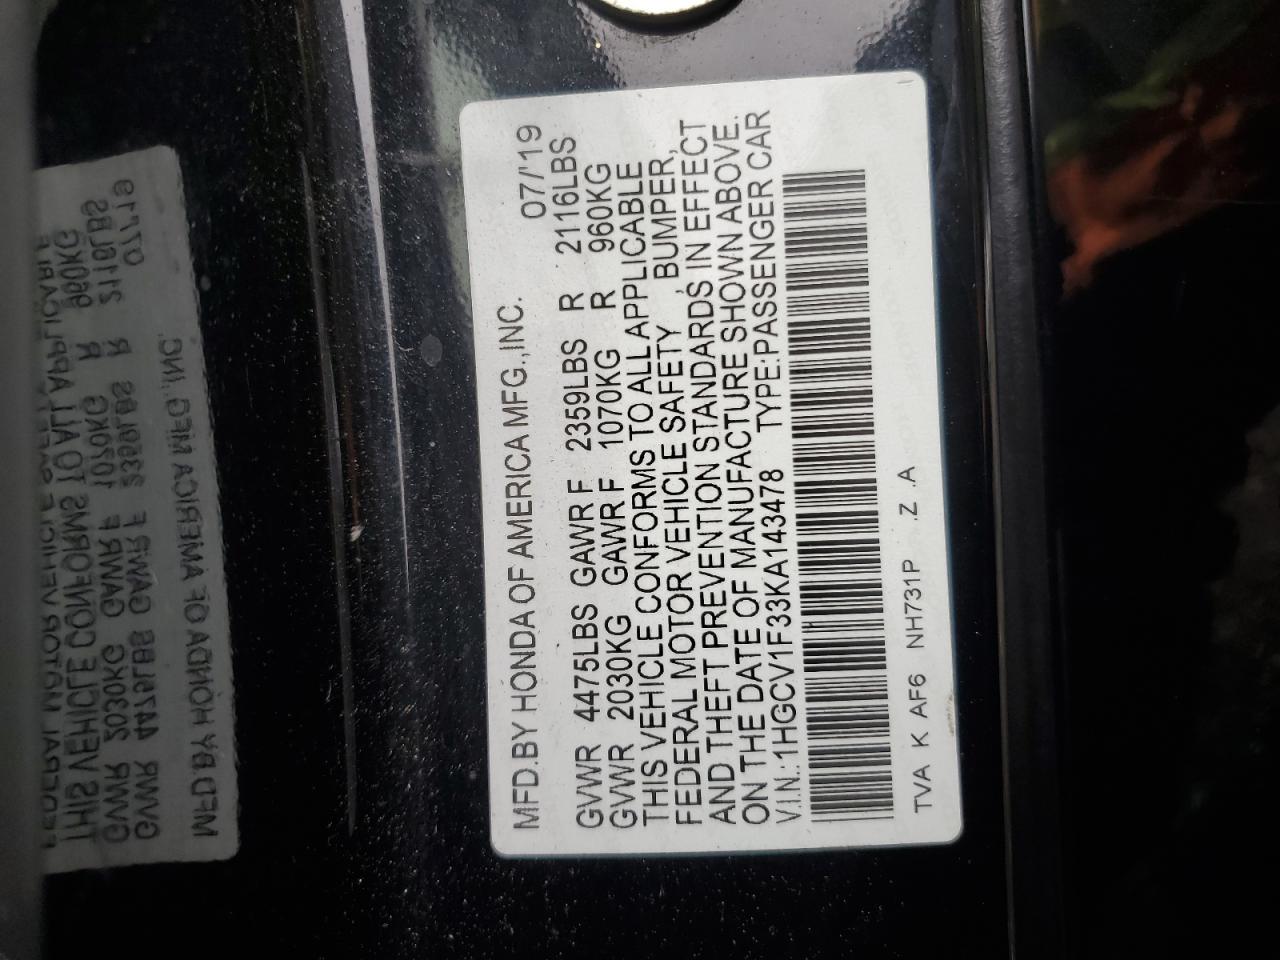 MFD.BY HONDA OF AMERICA MFG.,INC. 07/'19
GVWR 4475LBS GAWR F 2359LBS R 2116LBS
GVWR 2030KG GAWR F 1070KG R 960KG
THIS VEHICLE CONFORMS TO ALL APPLICABLE
FEDERAL MOTOR VEHICLE SAFETY, BUMPER,
AND THEFT PREVENTION STANDARDS IN EFFECT
ON THE DATE OF MANUFACTURE SHOWN ABOVE.
V.I.N.:1HGCV1F33KA143478 TYPE:PASSENGER CAR
TVA K AF6 NH731P .Z .A